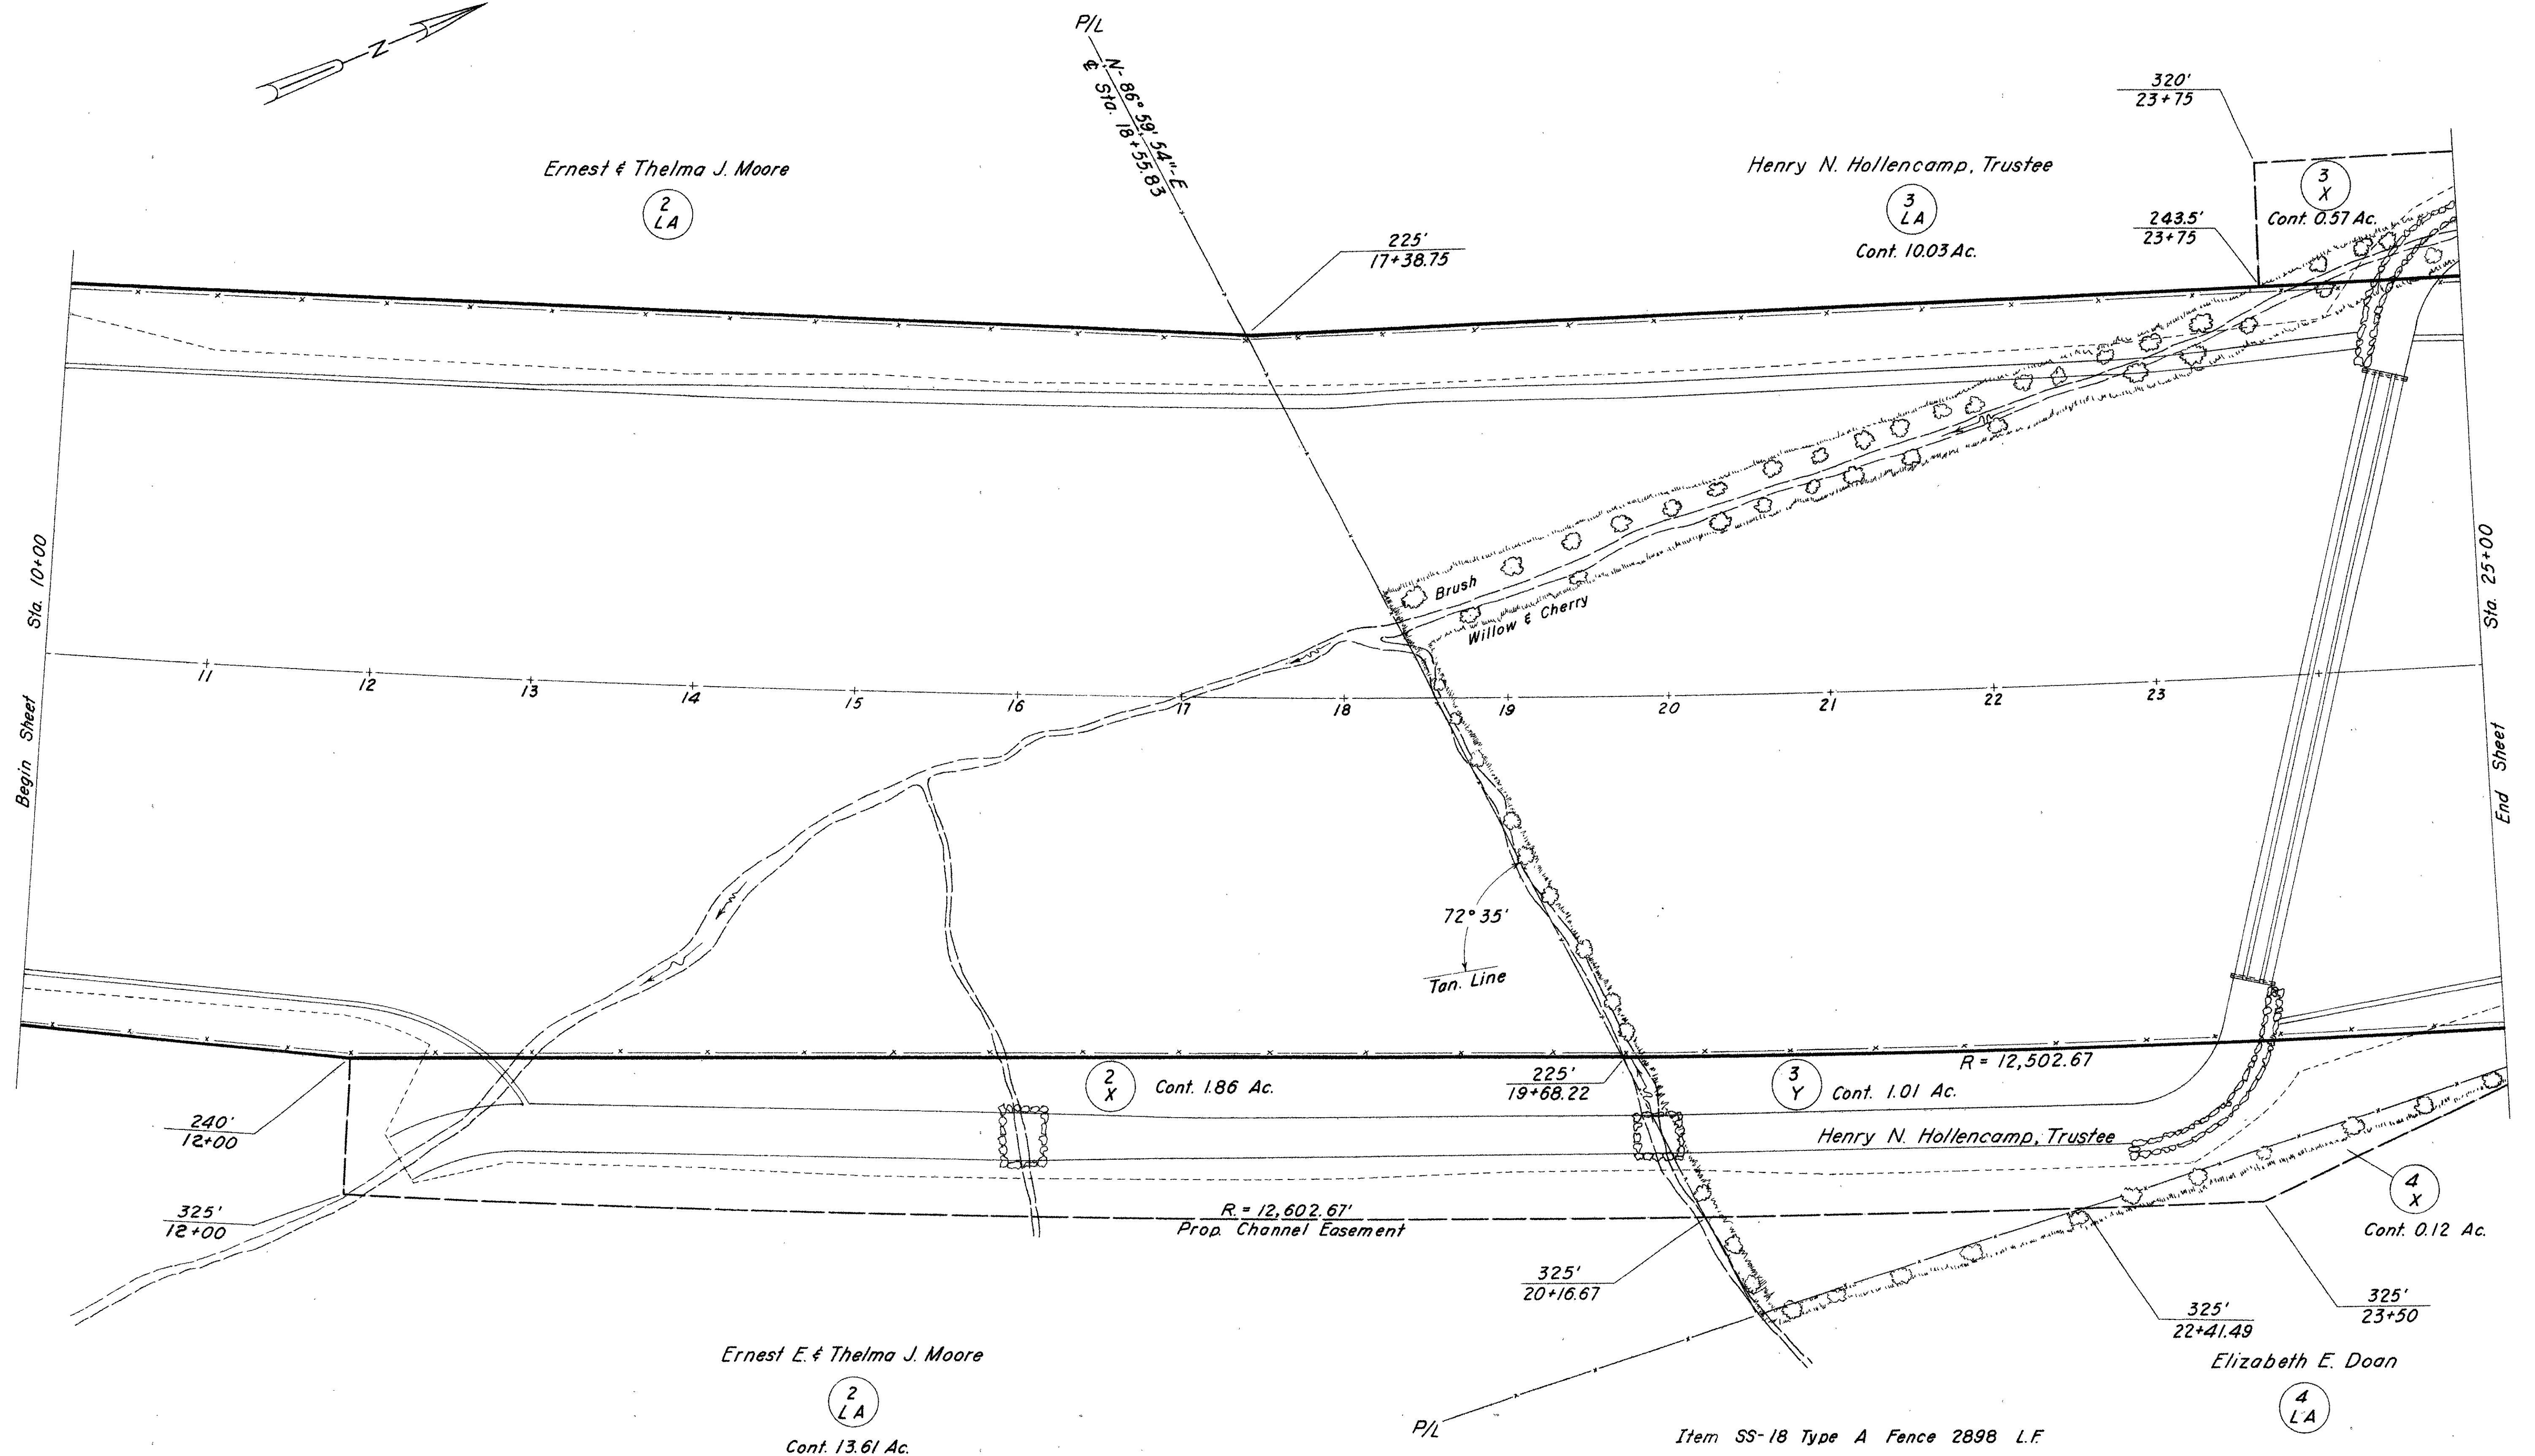 N
P/L
N-86° 59' 54"-E
℄ Sta. 18+55.83
Ernest & Thelma J. Moore
2
LA
225'
17+38.75
Henry N. Hollencamp, Trustee
3
LA
Cont. 10.03 Ac.
320'
23+75
243.5'
23+75
3
X
Cont. 0.57 Ac.
Begin Sheet Sta. 10+00
Sta. 25+00
End Sheet
Brush
Willow & Cherry
11
12
13
14
15
16
17
18
19
20
21
22
23
72° 35'
Tan. Line
240'
12+00
325'
12+00
2
X
Cont. 1.86 Ac.
225'
19+68.22
3
Y
Cont. 1.01 Ac.
R = 12,502.67
Henry N. Hollencamp, Trustee
R. = 12,602.67'
Prop. Channel Easement
4
X
Cont. 0.12 Ac.
325'
20+16.67
325'
22+41.49
325'
23+50
Ernest E. & Thelma J. Moore
2
LA
Cont. 13.61 Ac.
P/L
Elizabeth E. Doan
4
LA
Item SS-18 Type A Fence 2898 L.F.